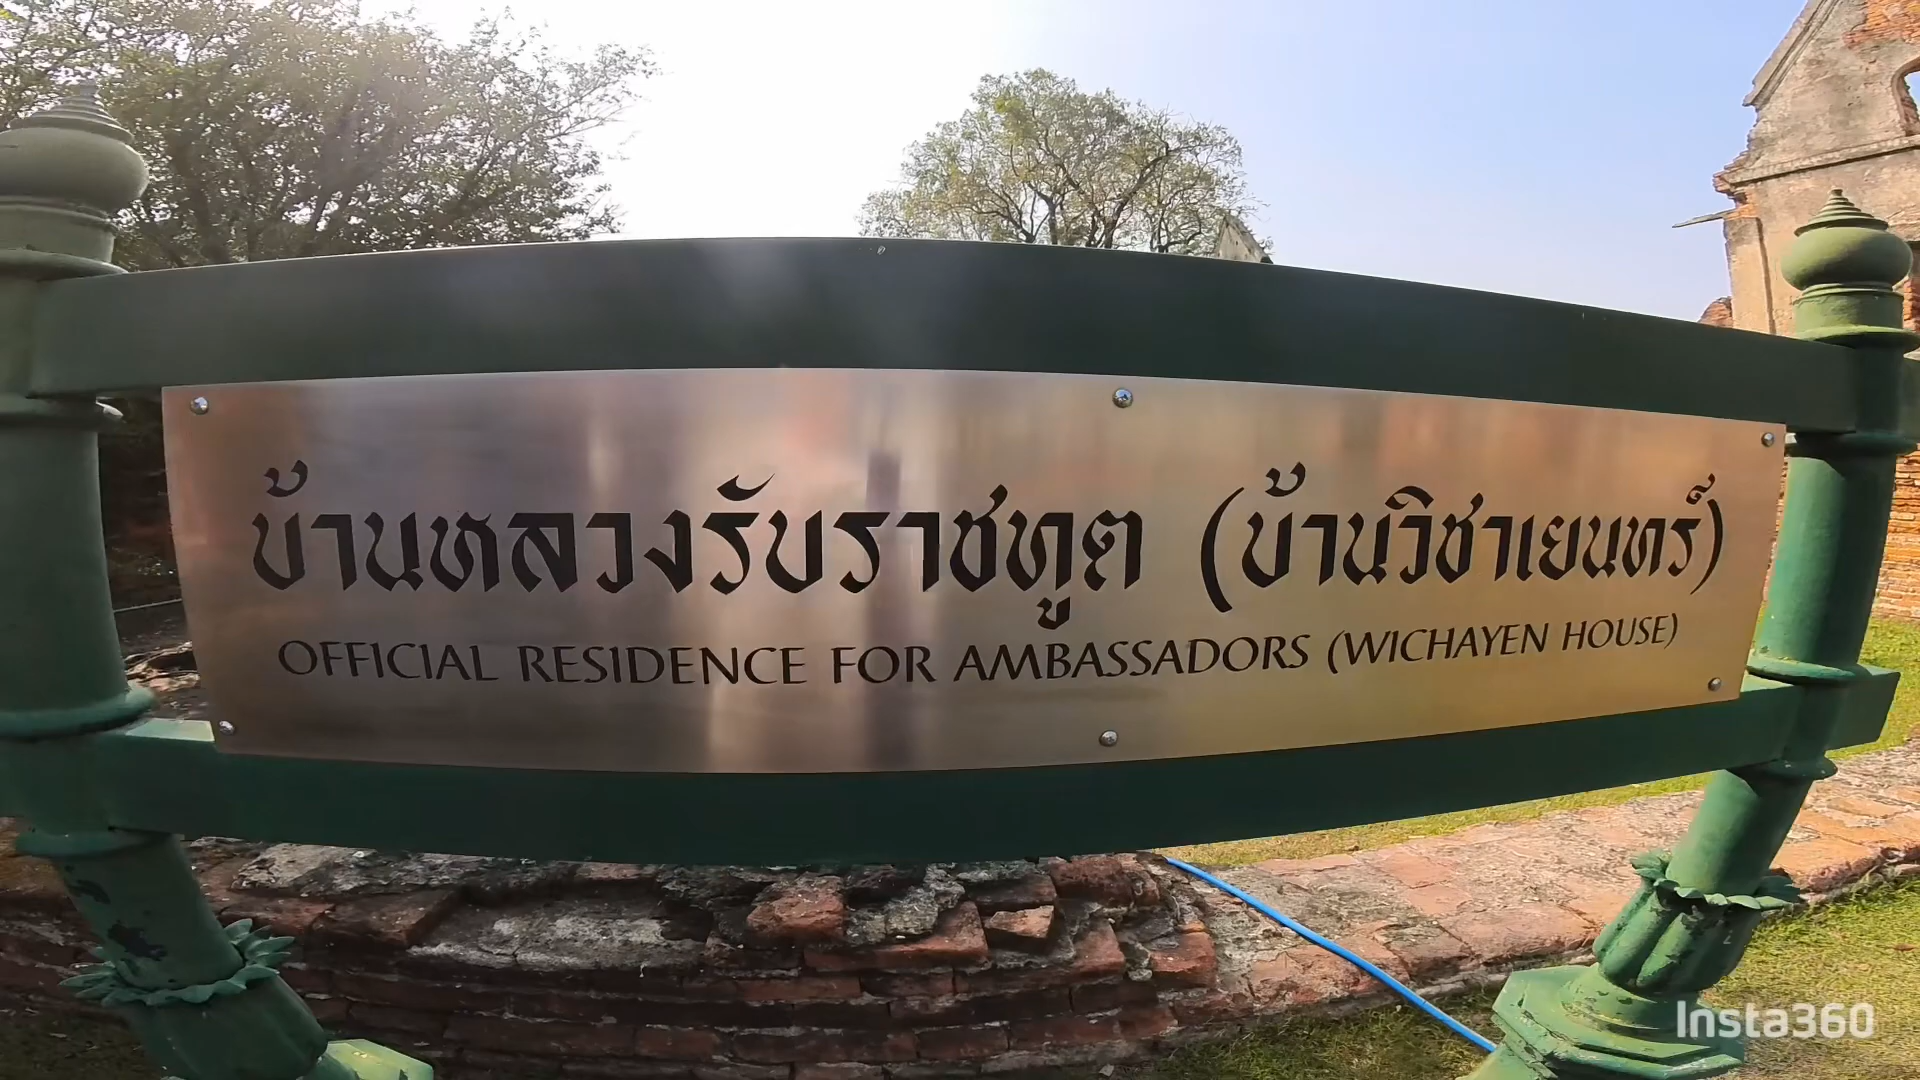 บ้านหลวงรับราชทูต (บ้านวิชาเยนทร์)
OFFICIAL RESIDENCE FOR AMBASSADORS (WICHAYEN HOUSE)
Insta360